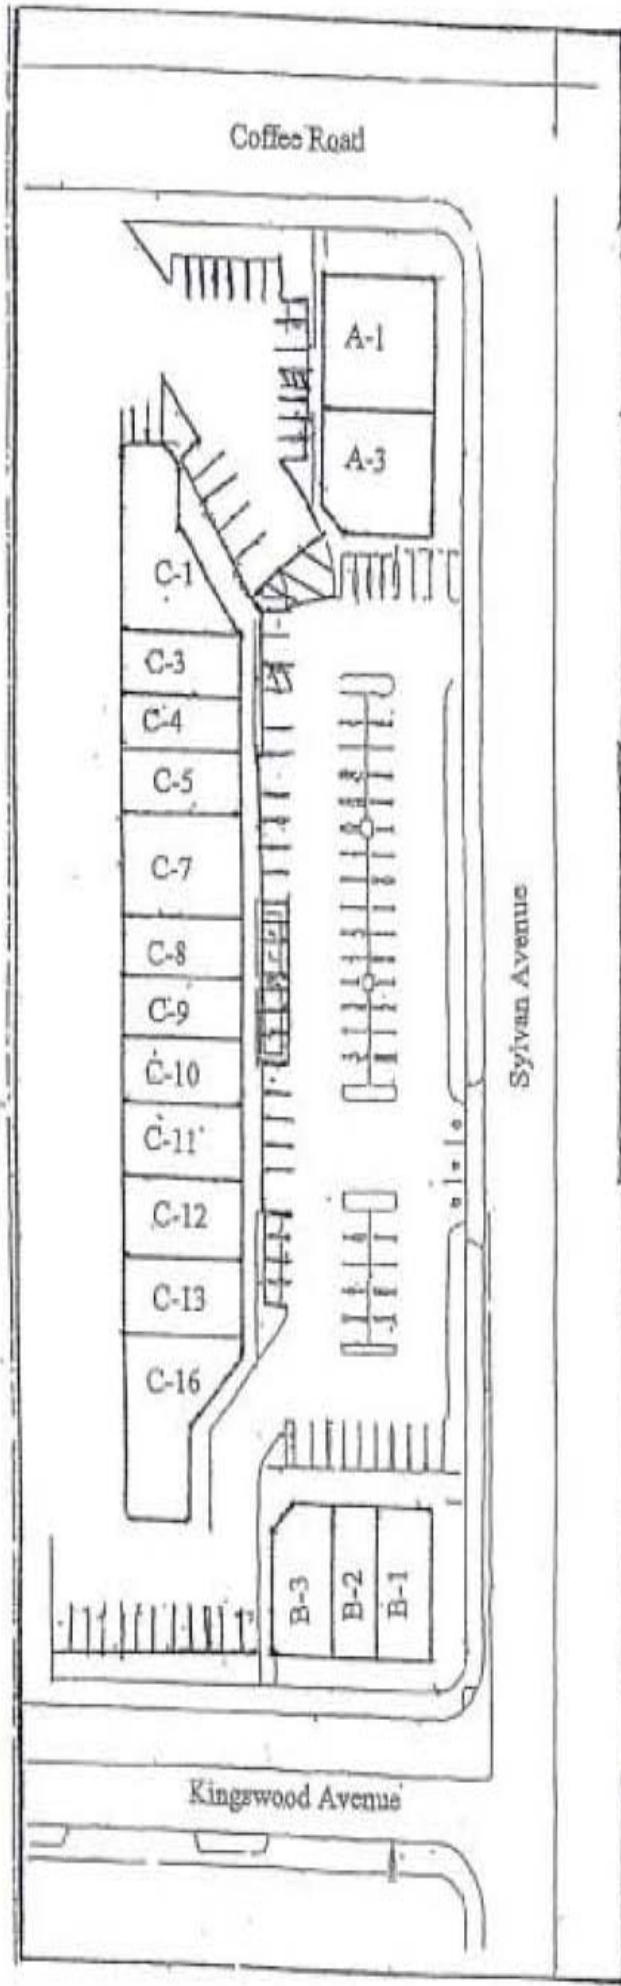 Coffee Road
A-1
A-3
C-1
C-3
C-4
C-5
C-7
C-8
C-9
C-10
C-11
C-12
C-13
C-16
Sylvan Avenue
B-3
B-2
B-1
Kingswood Avenue